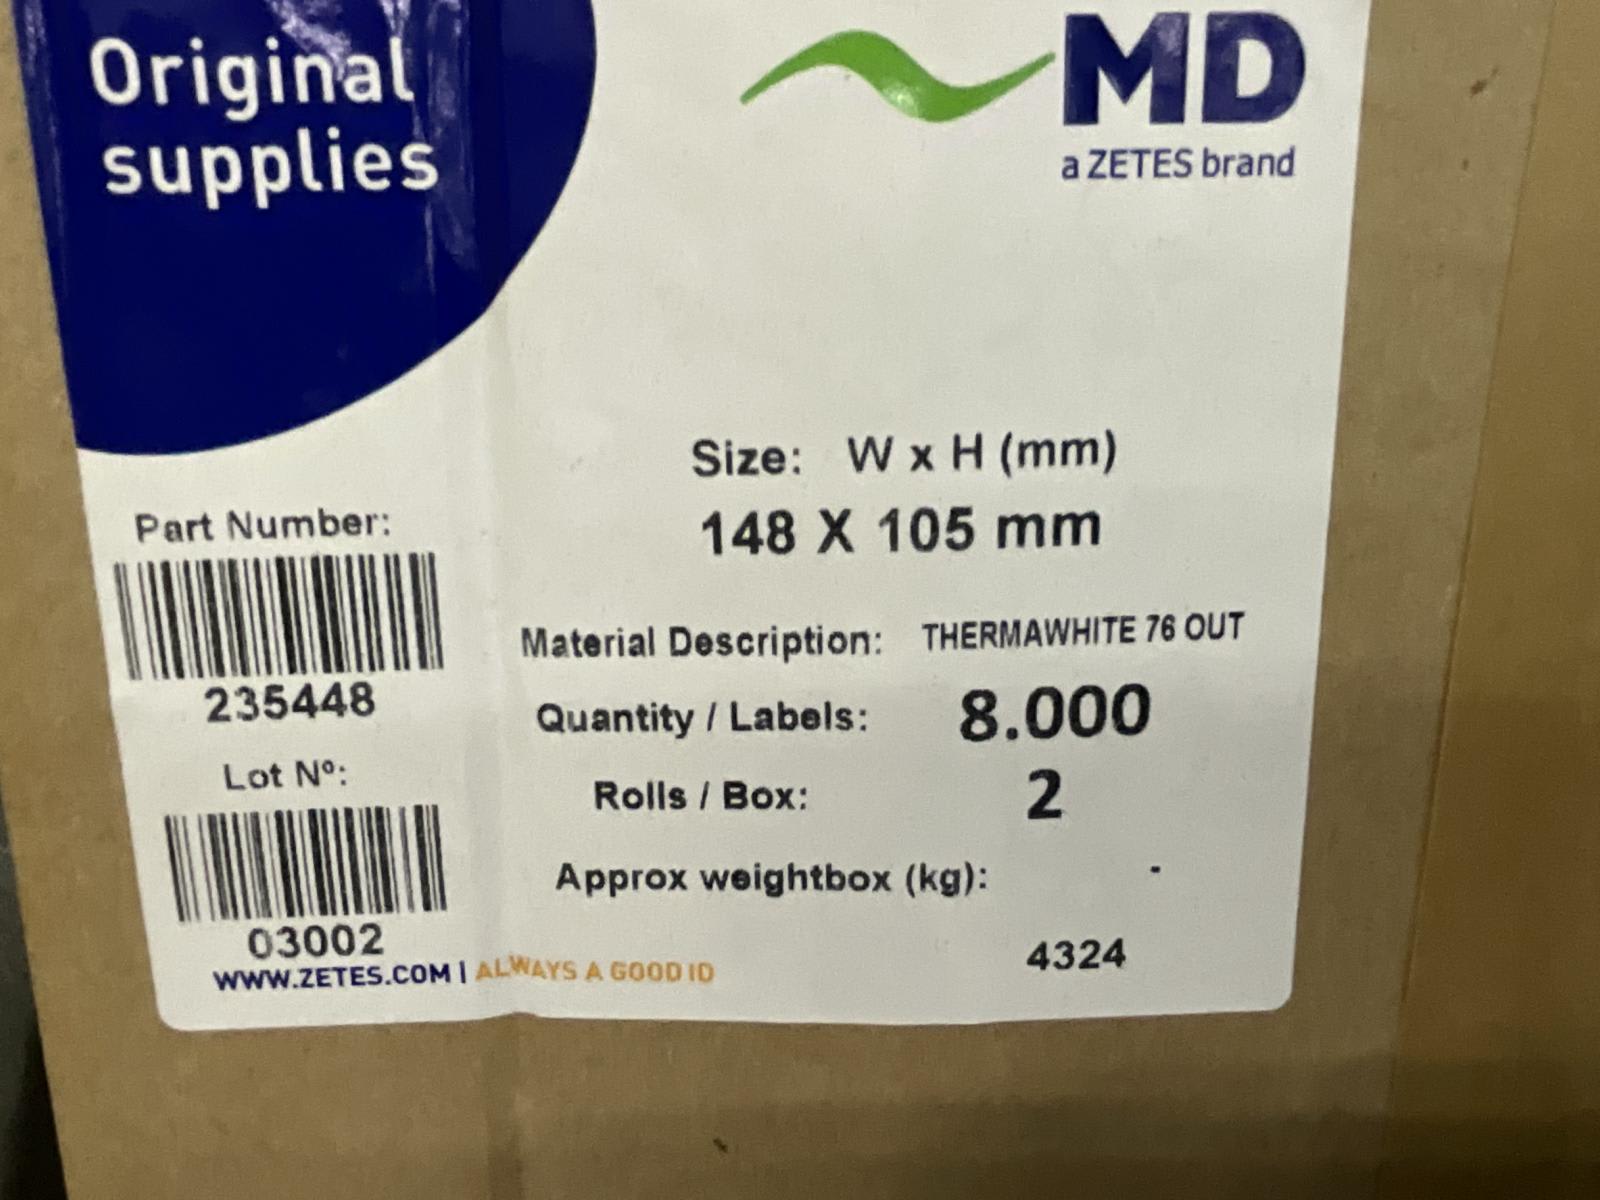 Original
supplies
MD
a ZETES brand
Size: W x H (mm)
148 X 105 mm
Part Number:
235448
Material Description: THERMAWHITE 76 OUT
Quantity / Labels: 8.000
Lot Nº:
Rolls / Box: 2
03002
Approx weightbox (kg): -
4324
WWW.ZETES.COM | ALWAYS A GOOD ID